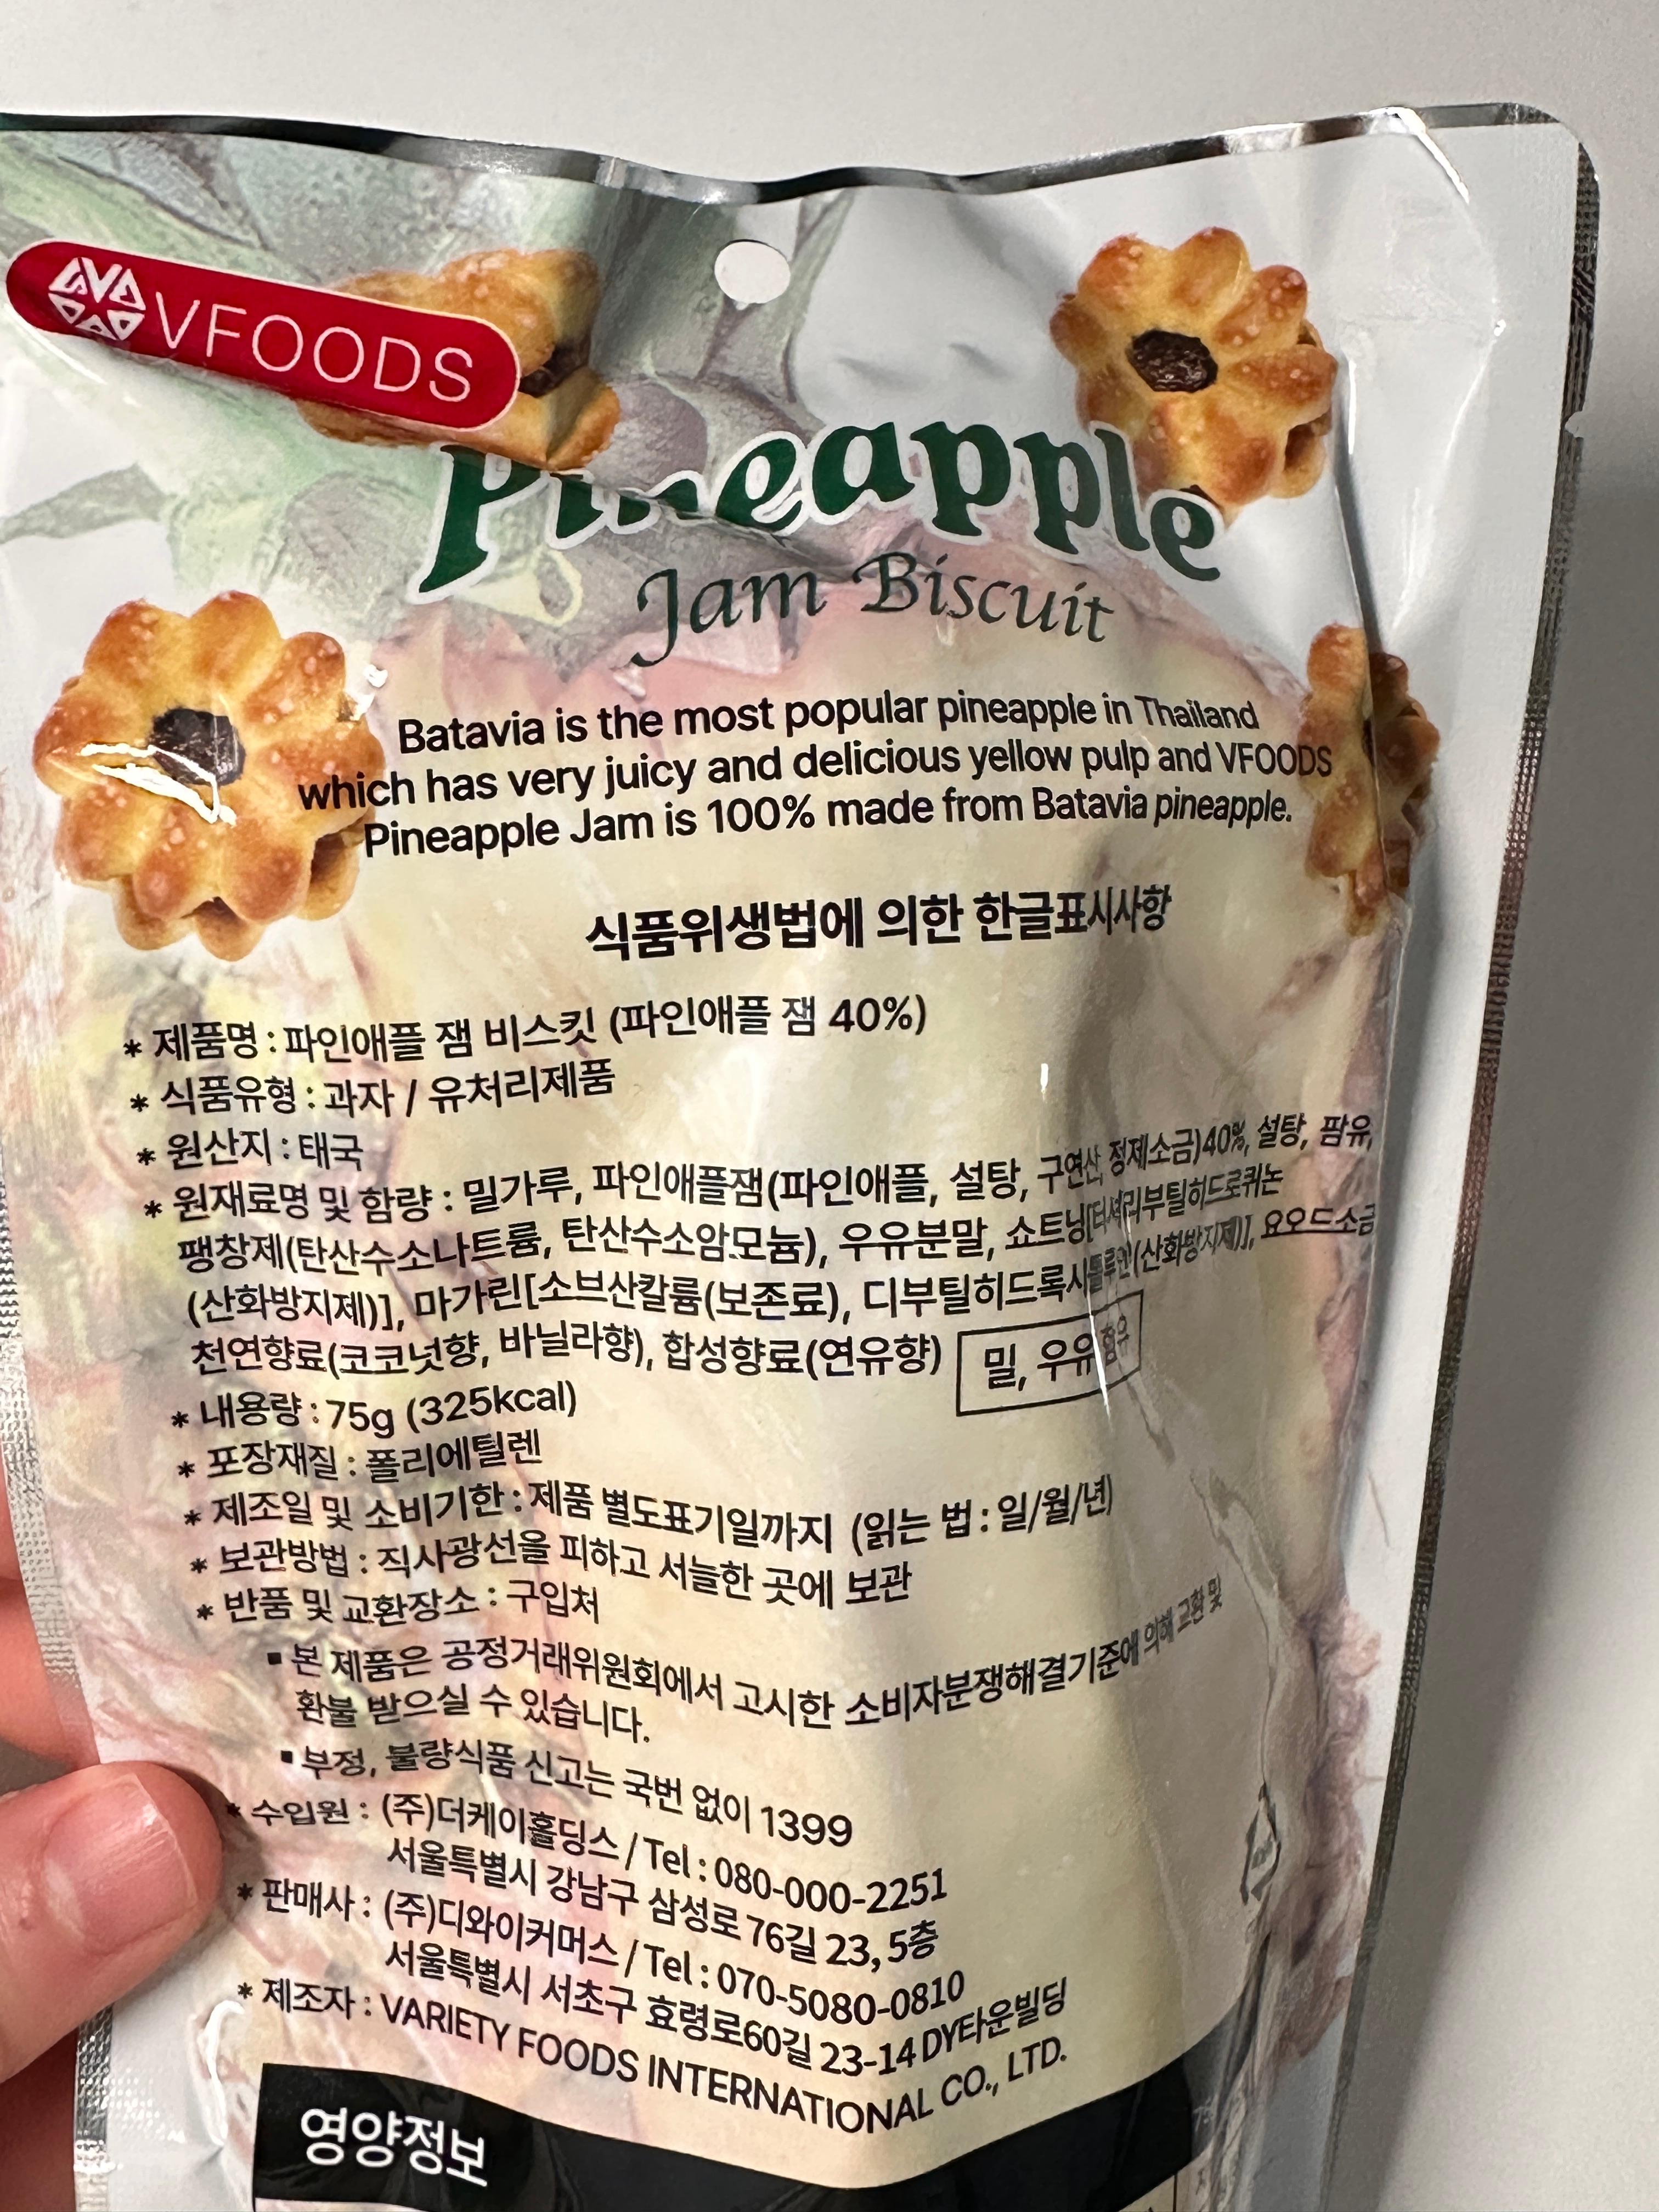 VFOODS
Pineapple
Jam Biscuit
Batavia is the most popular pineapple in Thailand
which has very juicy and delicious yellow pulp and VFOODS
Pineapple Jam is 100% made from Batavia pineapple.
식품위생법에 의한 한글표시사항
* 제품명 : 파인애플 잼 비스킷 (파인애플 잼 40%)
* 식품유형 : 과자 / 유처리제품
* 원산지 : 태국
* 원재료명 및 함량 : 밀가루, 파인애플잼(파인애플, 설탕, 구연산, 정제소금)40%, 설탕, 팜유,
팽창제(탄산수소나트륨, 탄산수소암모늄), 우유분말, 쇼트닝[터셔리부틸히드로퀴논
(산화방지제)], 마가린[소브산칼륨(보존료), 디부틸히드록시톨루엔(산화방지제)], 요오드소금
천연향료(코코넛향, 바닐라향), 합성향료(연유향) 밀, 우유 함유
* 내용량 : 75g (325kcal)
* 포장재질 : 폴리에틸렌
* 제조일 및 소비기한 : 제품 별도표기일까지 (읽는 법 : 일/월/년)
* 보관방법 : 직사광선을 피하고 서늘한 곳에 보관
* 반품 및 교환장소 : 구입처
▪ 본 제품은 공정거래위원회에서 고시한 소비자분쟁해결기준에 의해 교환 및
환불 받으실 수 있습니다.
▪ 부정, 불량식품 신고는 국번 없이 1399
* 수입원 : (주)더케이홀딩스 / Tel : 080-000-2251
서울특별시 강남구 삼성로 76길 23, 5층
* 판매사 : (주)디와이커머스 / Tel : 070-5080-0810
서울특별시 서초구 효령로60길 23-14 DY타운빌딩
* 제조자 : VARIETY FOODS INTERNATIONAL CO., LTD.
영양정보